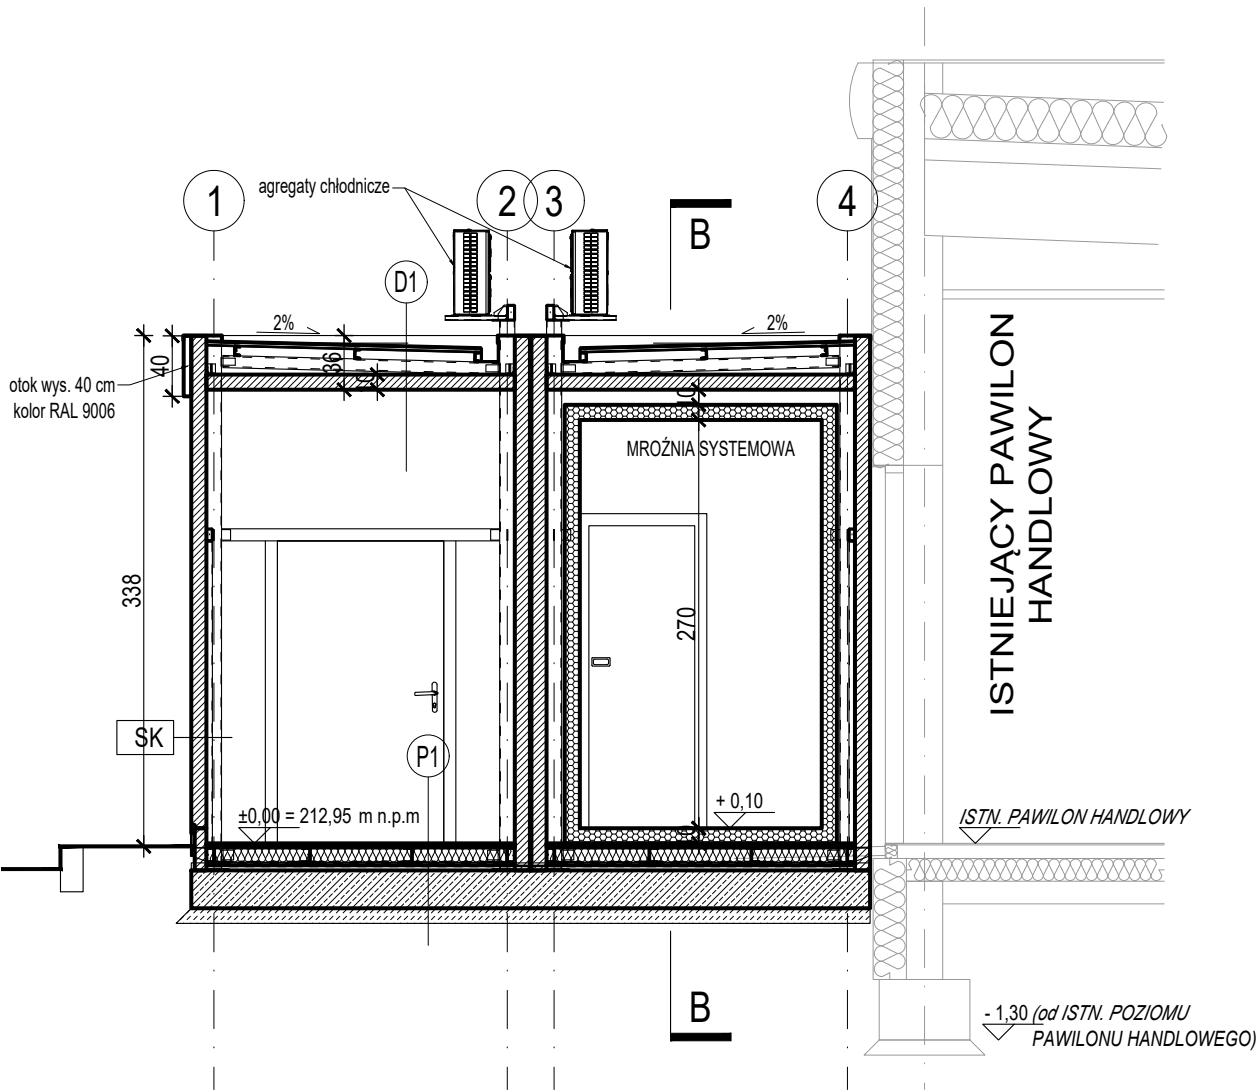 1
agregaty chłodnicze
2
3
B
4
D1
2%
2%
40
36
10
10
otok wys. 40 cm
kolor RAL 9006
MROŹNIA SYSTEMOWA
ISTNIEJĄCY PAWILON
HANDLOWY
338
270
SK
P1
±0,00 = 212,95 m n.p.m
+ 0,10
ISTN. PAWILON HANDLOWY
B
- 1,30 (od ISTN. POZIOMU
PAWILONU HANDLOWEGO)